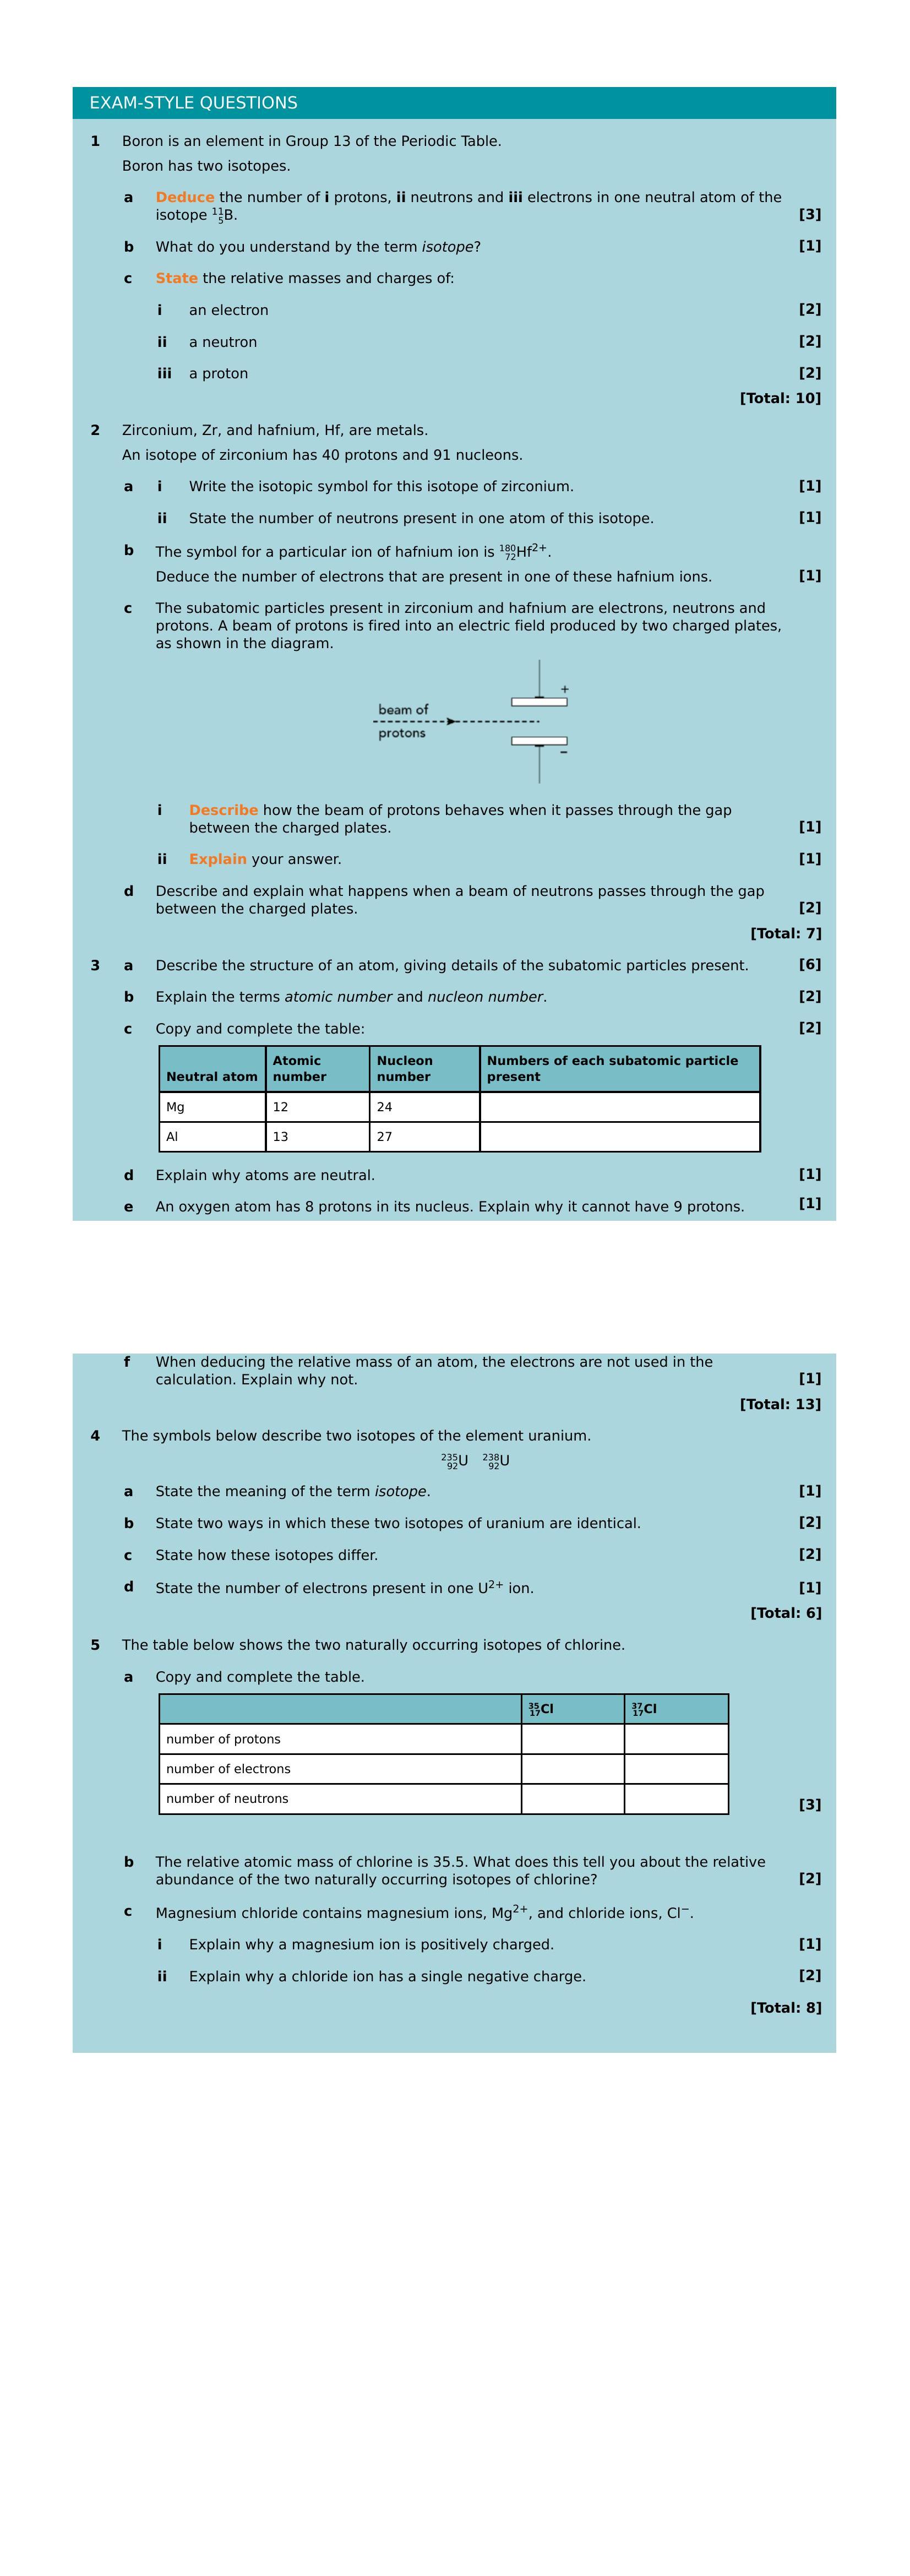 EXAM-STYLE QUESTIONS
1 Boron is an element in Group 13 of the Periodic Table.
Boron has two isotopes.
a Deduce the number of i protons, ii neutrons and iii electrons in one neutral atom of the
isotope ¹¹₅B. [3]
b What do you understand by the term isotope? [1]
c State the relative masses and charges of:
i an electron [2]
ii a neutron [2]
iii a proton [2]
[Total: 10]
2 Zirconium, Zr, and hafnium, Hf, are metals.
An isotope of zirconium has 40 protons and 91 nucleons.
a i Write the isotopic symbol for this isotope of zirconium. [1]
ii State the number of neutrons present in one atom of this isotope. [1]
b The symbol for a particular ion of hafnium ion is ¹⁸⁰₇₂Hf²⁺.
Deduce the number of electrons that are present in one of these hafnium ions. [1]
c The subatomic particles present in zirconium and hafnium are electrons, neutrons and
protons. A beam of protons is fired into an electric field produced by two charged plates,
as shown in the diagram.
+
beam of
protons
−
i Describe how the beam of protons behaves when it passes through the gap
between the charged plates. [1]
ii Explain your answer. [1]
d Describe and explain what happens when a beam of neutrons passes through the gap
between the charged plates. [2]
[Total: 7]
3 a Describe the structure of an atom, giving details of the subatomic particles present. [6]
b Explain the terms atomic number and nucleon number. [2]
c Copy and complete the table: [2]
Neutral atom Atomic number Nucleon number Numbers of each subatomic particle present
Mg 12 24
Al 13 27
d Explain why atoms are neutral. [1]
e An oxygen atom has 8 protons in its nucleus. Explain why it cannot have 9 protons. [1]
f When deducing the relative mass of an atom, the electrons are not used in the
calculation. Explain why not. [1]
[Total: 13]
4 The symbols below describe two isotopes of the element uranium.
²³⁵₉₂U ²³⁸₉₂U
a State the meaning of the term isotope. [1]
b State two ways in which these two isotopes of uranium are identical. [2]
c State how these isotopes differ. [2]
d State the number of electrons present in one U²⁺ ion. [1]
[Total: 6]
5 The table below shows the two naturally occurring isotopes of chlorine.
a Copy and complete the table.
³⁵₁₇Cl ³⁷₁₇Cl
number of protons
number of electrons
number of neutrons
[3]
b The relative atomic mass of chlorine is 35.5. What does this tell you about the relative
abundance of the two naturally occurring isotopes of chlorine? [2]
c Magnesium chloride contains magnesium ions, Mg²⁺, and chloride ions, Cl⁻.
i Explain why a magnesium ion is positively charged. [1]
ii Explain why a chloride ion has a single negative charge. [2]
[Total: 8]